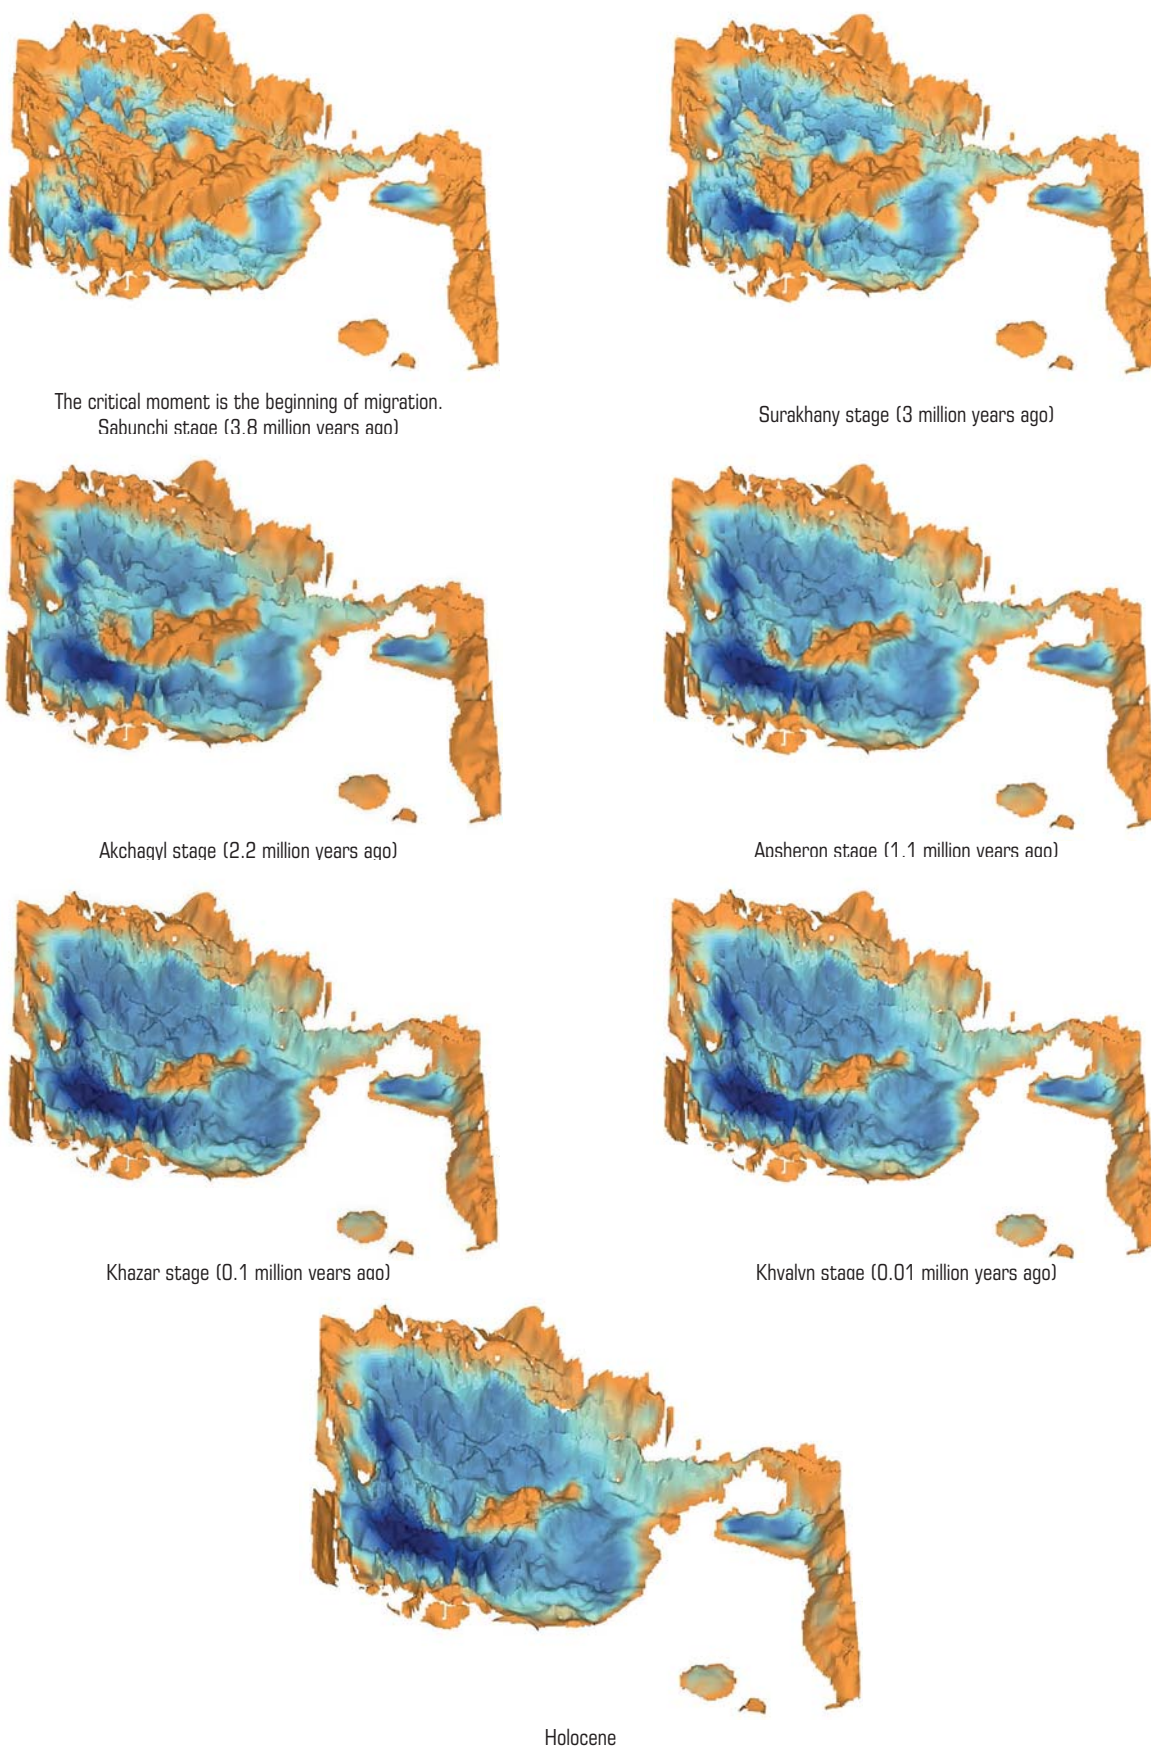 The critical moment is the beginning of migration.
Sabunchi stage (3.8 million years ago)
Surakhany stage (3 million years ago)
Akchagyl stage (2.2 million years ago)
Apsheron stage (1.1 million years ago)
Khazar stage (0.1 million years ago)
Khvalyn stage (0.01 million years ago)
Holocene